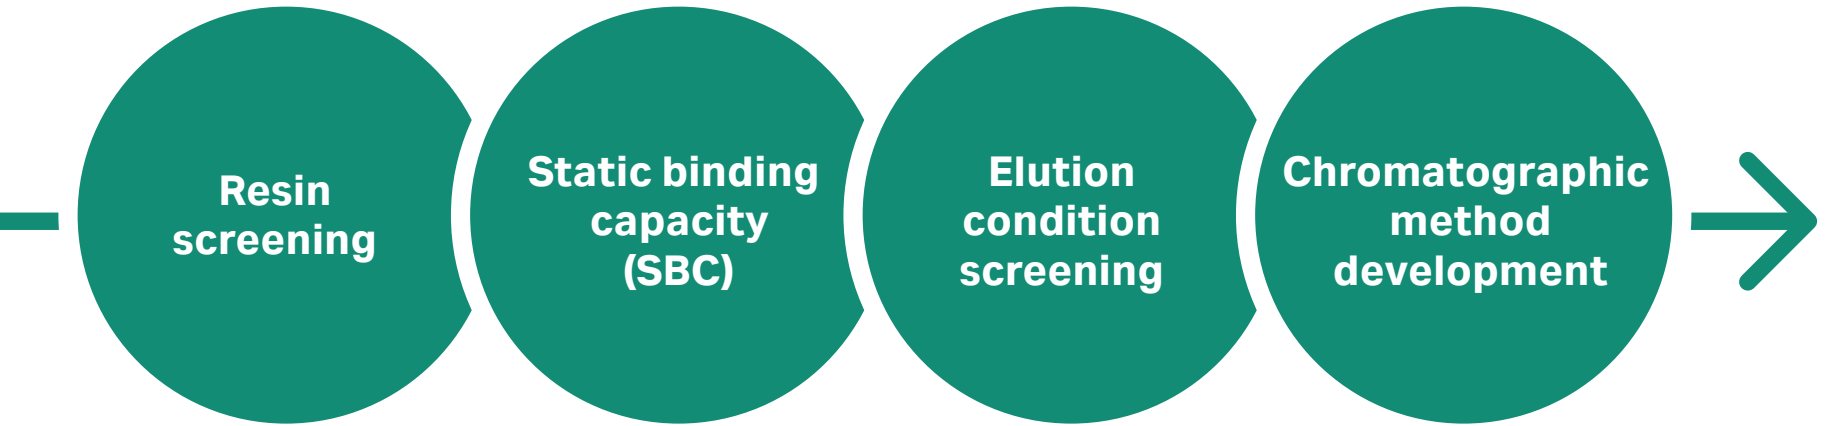 Resin
screening
Static binding
capacity
(SBC)
Elution
condition
screening
Chromatographic
method
development